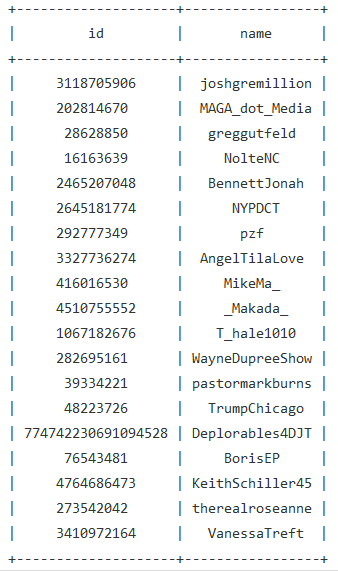 +--------------------+-----------------+
| id | name |
+--------------------+-----------------+
| 3118705906 | joshgremillion |
| 202814670 | MAGA_dot_Media |
| 28628850 | greggutfeld |
| 16163639 | NolteNC |
| 2465207048 | BennettJonah |
| 2645181774 | NYPDCT |
| 292777349 | pzf |
| 3327736274 | AngelTilaLove |
| 416016530 | MikeMa_ |
| 4510755552 | _Makada_ |
| 1067182676 | T_hale1010 |
| 282695161 | WayneDupreeShow |
| 39334221 | pastormarkburns |
| 48223726 | TrumpChicago |
| 774742230691094528 | Deplorables4DJT |
| 76543481 | BorisEP |
| 4764686473 | KeithSchiller45 |
| 273542042 | therealroseanne |
| 3410972164 | VanessaTreft |
+--------------------+-----------------+